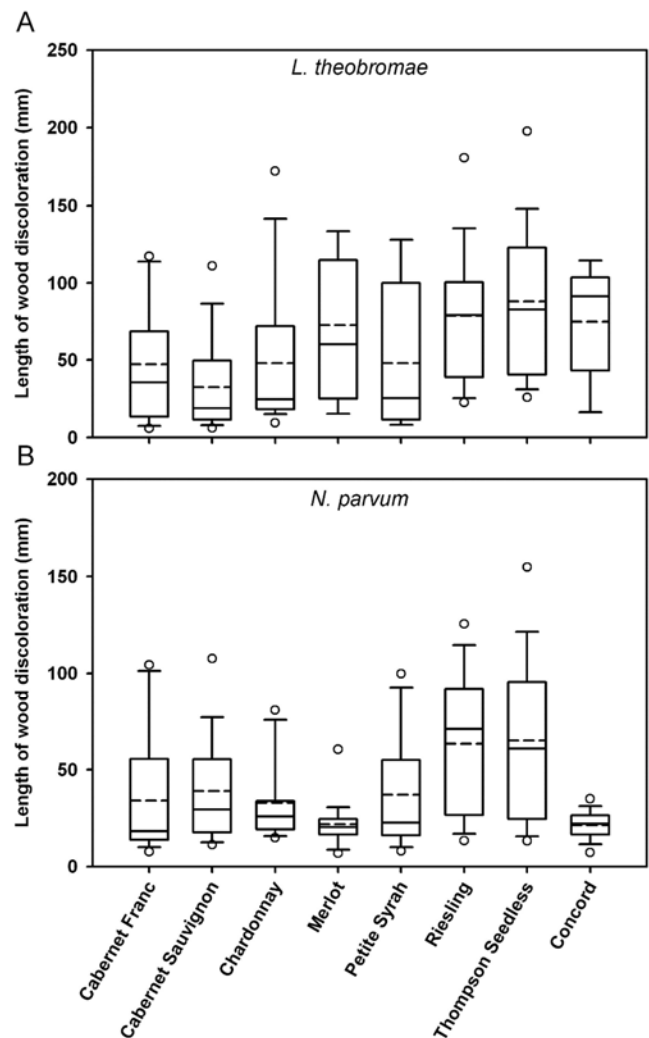 A
L. theobromae
Length of wood discoloration (mm)
250
200
150
100
50
0
B
N. parvum
Length of wood discoloration (mm)
200
150
100
50
0
Cabernet Franc
Cabernet Sauvignon
Chardonnay
Merlot
Petite Syrah
Riesling
Thompson Seedless
Concord